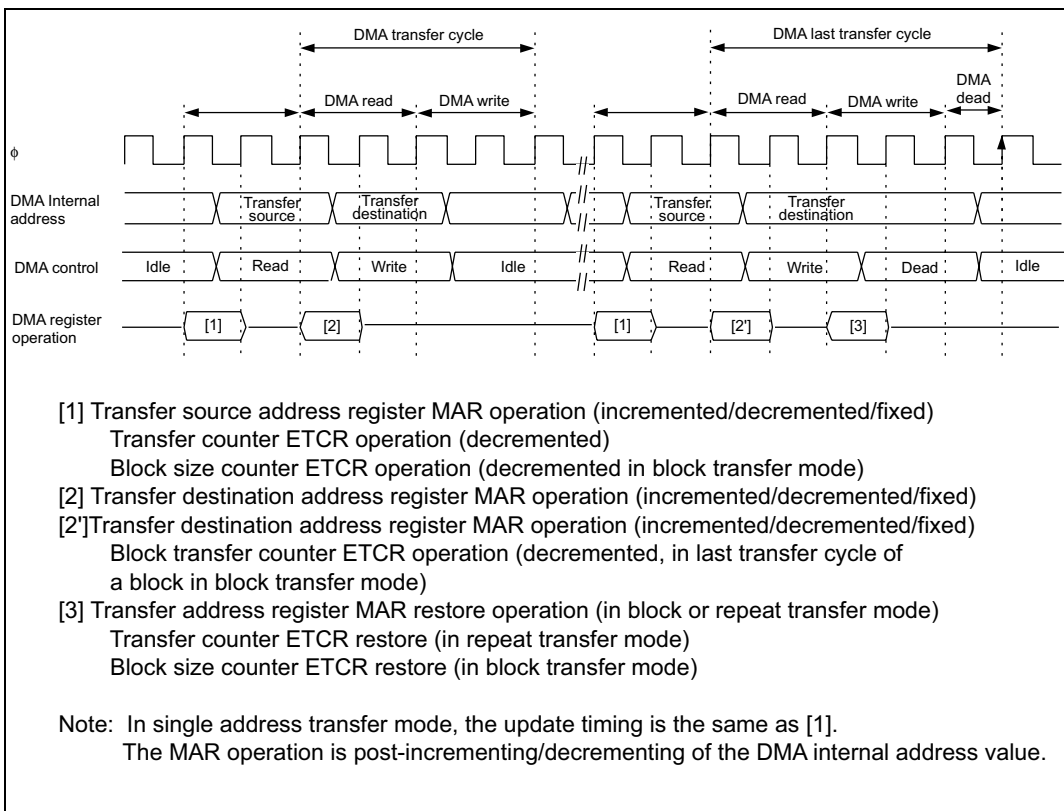 DMA transfer cycle DMA last transfer cycle
DMA read DMA write DMA read DMA write DMA dead
ϕ
DMA Internal address Transfer source Transfer destination Transfer source Transfer destination
DMA control Idle Read Write Idle Read Write Dead Idle
DMA register operation [1] [2] [1] [2'] [3]
[1] Transfer source address register MAR operation (incremented/decremented/fixed)
Transfer counter ETCR operation (decremented)
Block size counter ETCR operation (decremented in block transfer mode)
[2] Transfer destination address register MAR operation (incremented/decremented/fixed)
[2']Transfer destination address register MAR operation (incremented/decremented/fixed)
Block transfer counter ETCR operation (decremented, in last transfer cycle of
a block in block transfer mode)
[3] Transfer address register MAR restore operation (in block or repeat transfer mode)
Transfer counter ETCR restore (in repeat transfer mode)
Block size counter ETCR restore (in block transfer mode)
Note: In single address transfer mode, the update timing is the same as [1].
The MAR operation is post-incrementing/decrementing of the DMA internal address value.